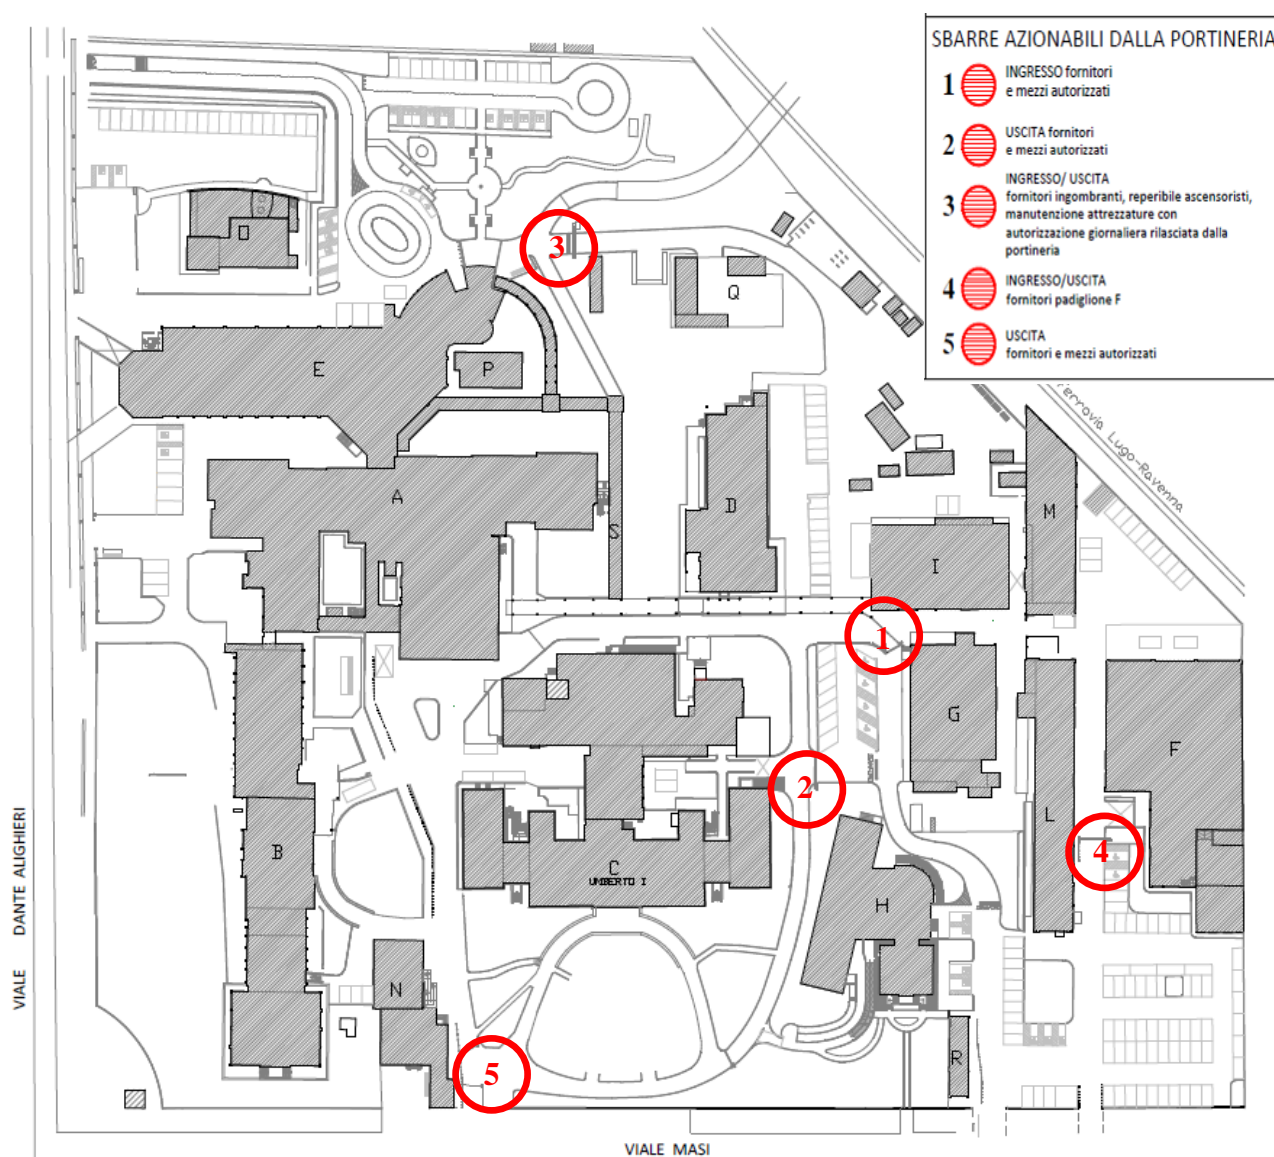 SBARRE AZIONABILI DALLA PORTINERIA
1 INGRESSO fornitori
e mezzi autorizzati
2 USCITA fornitori
e mezzi autorizzati
3 INGRESSO/ USCITA
fornitori ingombranti, reperibile ascensoristi,
manutenzione attrezzature con
autorizzazione giornaliera rilasciata dalla
portineria
4 INGRESSO/USCITA
fornitori padiglione F
5 USCITA
fornitori e mezzi autorizzati
3
Q
E
P
Ferrovia Lugo-Ravenna
A
D
S
M
I
1
G
F
2
L
4
B
C
UMBERTO I
H
N
5
R
VIALE DANTE ALIGHIERI
VIALE MASI